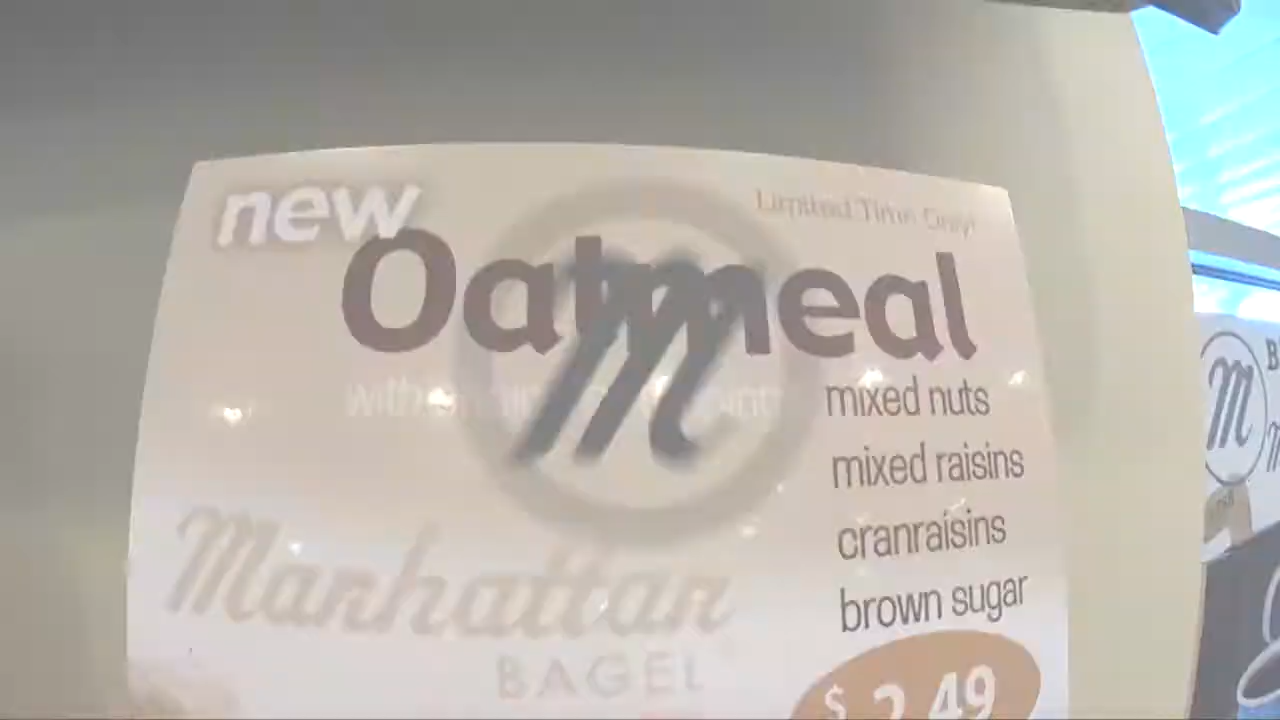 new
Limited Time Only!
Oatmeal
M
mixed nuts
mixed raisins
cranraisins
brown sugar
Manhattan
BAGEL
$2.49
M